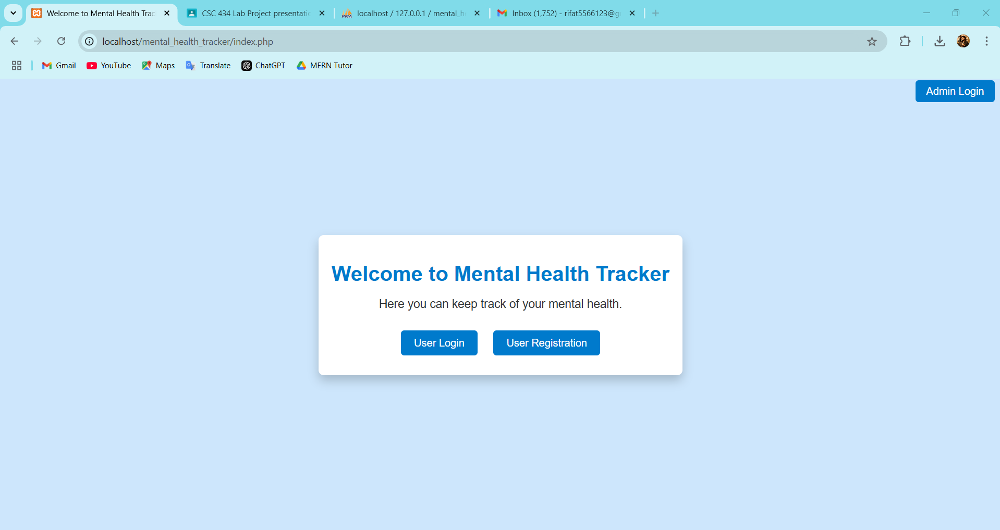 Welcome to Mental Health Trac
CSC 434 Lab Project presentatio
PMA
localhost / 127.0.0.1 / mental_h
Inbox (1,752) - rifat5566123@g
localhost/mental_health_tracker/index.php
Gmail
YouTube
Maps
Translate
ChatGPT
MERN Tutor
Admin Login
Welcome to Mental Health Tracker
Here you can keep track of your mental health.
User Login
User Registration